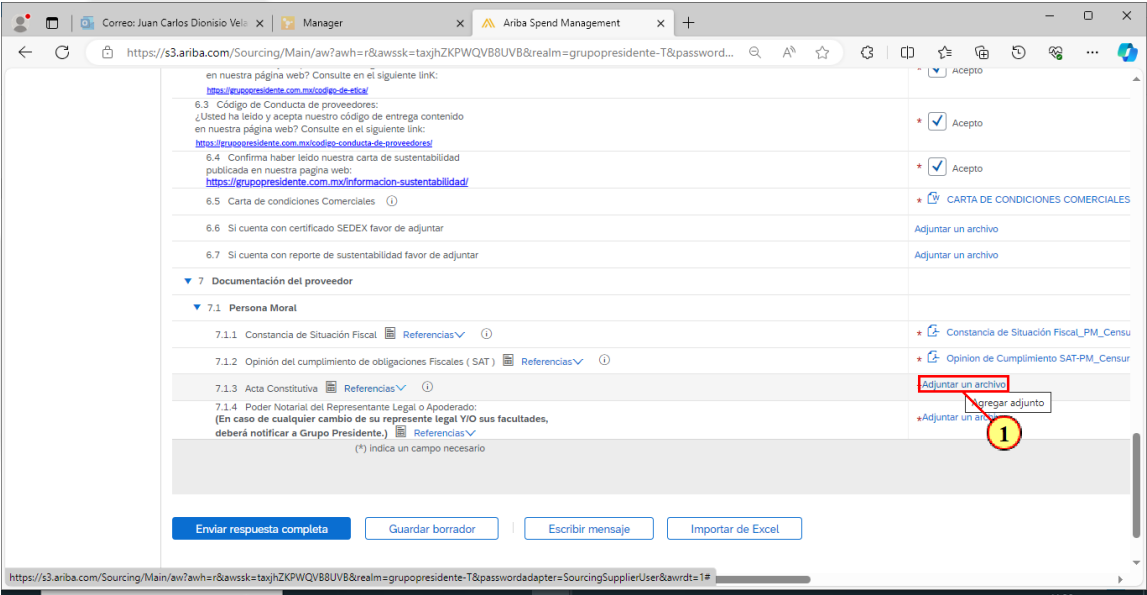 Correo: Juan Carlos Dionisio Vela
Manager
Ariba Spend Management
https://s3.ariba.com/Sourcing/Main/aw?awh=r&awssk=taxjhZKPWQVB8UVB&realm=grupopresidente-T&password...
en nuestra página web? Consulte en el siguiente linK:
https://grupopresidente.com.mx/codigo-de-etica/
* Acepto
6.3 Código de Conducta de proveedores:
¿Usted ha leido y acepta nuestro código de entrega contenido
en nuestra página web? Consulte en el siguiente link:
https://grupopresidente.com.mx/codigo-conducta-de-proveedores/
* Acepto
6.4 Confirma haber leido nuestra carta de sustentabilidad
publicada en nuestra pagina web:
https://grupopresidente.com.mx/informacion-sustentabilidad/
* Acepto
6.5 Carta de condiciones Comerciales
* CARTA DE CONDICIONES COMERCIALES
6.6 Si cuenta con certificado SEDEX favor de adjuntar
Adjuntar un archivo
6.7 Si cuenta con reporte de sustentabilidad favor de adjuntar
Adjuntar un archivo
▼ 7 Documentación del proveedor
▼ 7.1 Persona Moral
7.1.1 Constancia de Situación Fiscal Referencias
* Constancia de Situación Fiscal_PM_Censu
7.1.2 Opinión del cumplimiento de obligaciones Fiscales ( SAT ) Referencias
* Opinion de Cumplimiento SAT-PM_Censur
7.1.3 Acta Constitutiva Referencias
*Adjuntar un archivo
Agregar adjunto
7.1.4 Poder Notarial del Representante Legal o Apoderado:
(En caso de cualquier cambio de su represente legal Y/O sus facultades,
deberá notificar a Grupo Presidente.) Referencias
*Adjuntar un
1
(*) indica un campo necesario
Enviar respuesta completa
Guardar borrador
Escribir mensaje
Importar de Excel
https://s3.ariba.com/Sourcing/Main/aw?awh=r&awssk=taxjhZKPWQVB8UVB&realm=grupopresidente-T&passwordadapter=SourcingSupplierUser&awrdt=1#